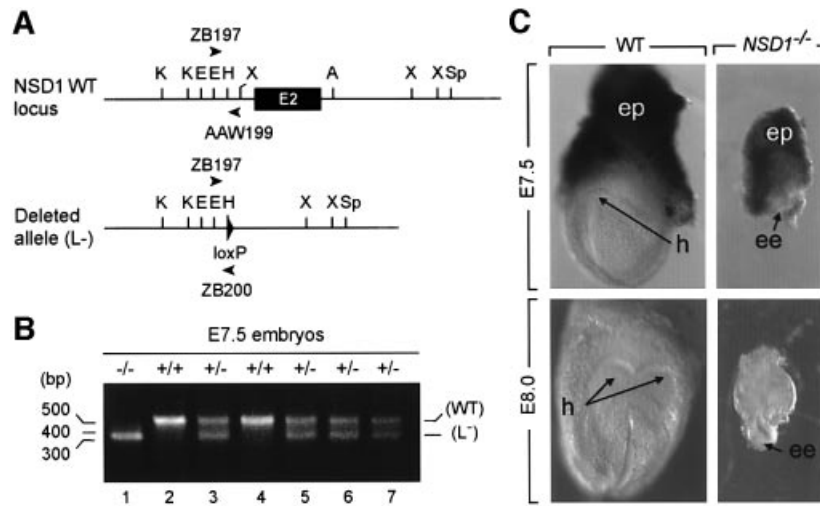 A
ZB197
K KEEH X A X X Sp
NSD1 WT
locus
E2
AAW199
ZB197
K KEEH X X Sp
Deleted
allele (L-)
loxP
ZB200
B
E7.5 embryos
-/- +/+ +/- +/+ +/- +/- +/-
(bp)
500
400
300
(WT)
(L-)
1 2 3 4 5 6 7
C
WT NSD1-/-
E7.5
ep
h
ep
ee
E8.0
h
ee